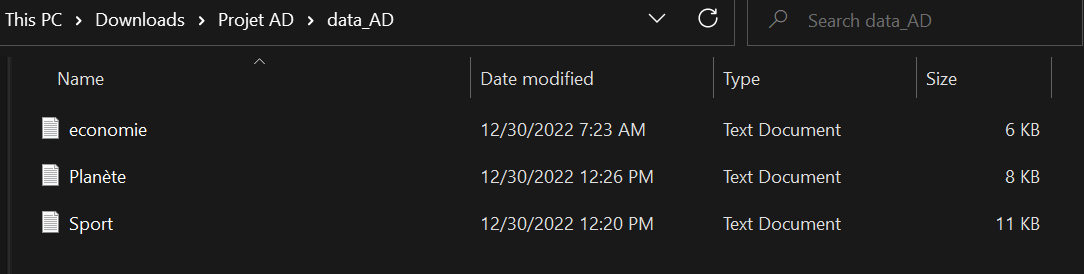 This PC > Downloads > Projet AD > data_AD Search data_AD
Name Date modified Type Size
economie 12/30/2022 7:23 AM Text Document 6 KB
Planète 12/30/2022 12:26 PM Text Document 8 KB
Sport 12/30/2022 12:20 PM Text Document 11 KB